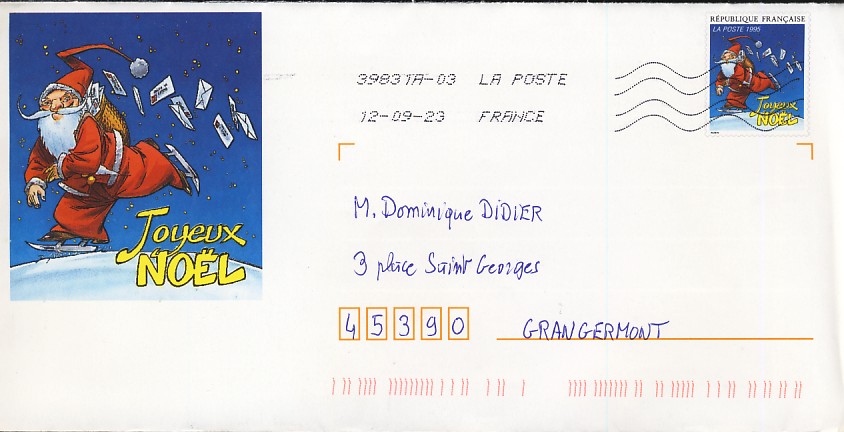 RÉPUBLIQUE FRANÇAISE
LA POSTE 1995
Joyeux
NOËL
39831A-03 LA POSTE
12-09-23 FRANCE
Joyeux
NOËL
M. Dominique DIDIER
3 place Saint Georges
45390 GRANGERMONT